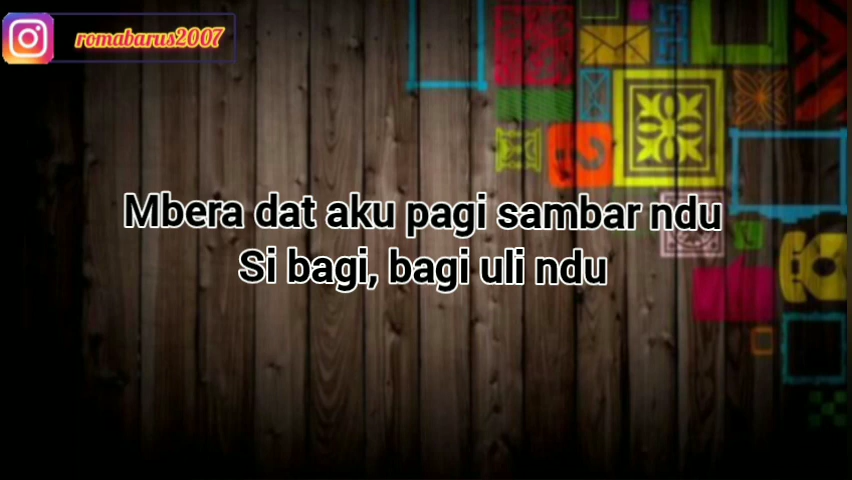 romabarus2007
Mbera dat aku pagi sambar ndu
Si bagi, bagi uli ndu